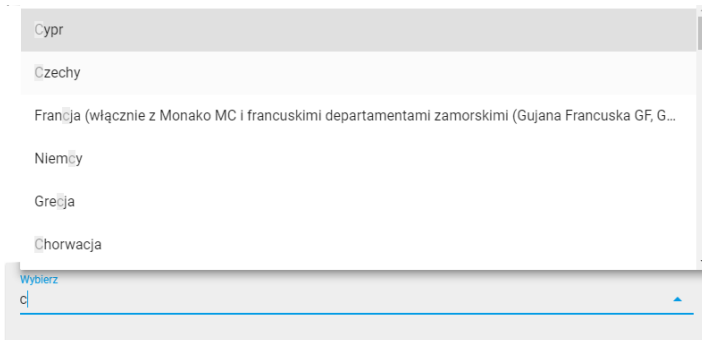 Cypr
Czechy
Francja (włącznie z Monako MC i francuskimi departamentami zamorskimi (Gujana Francuska GF, G...
Niemcy
Grecja
Chorwacja
Wybierz
c